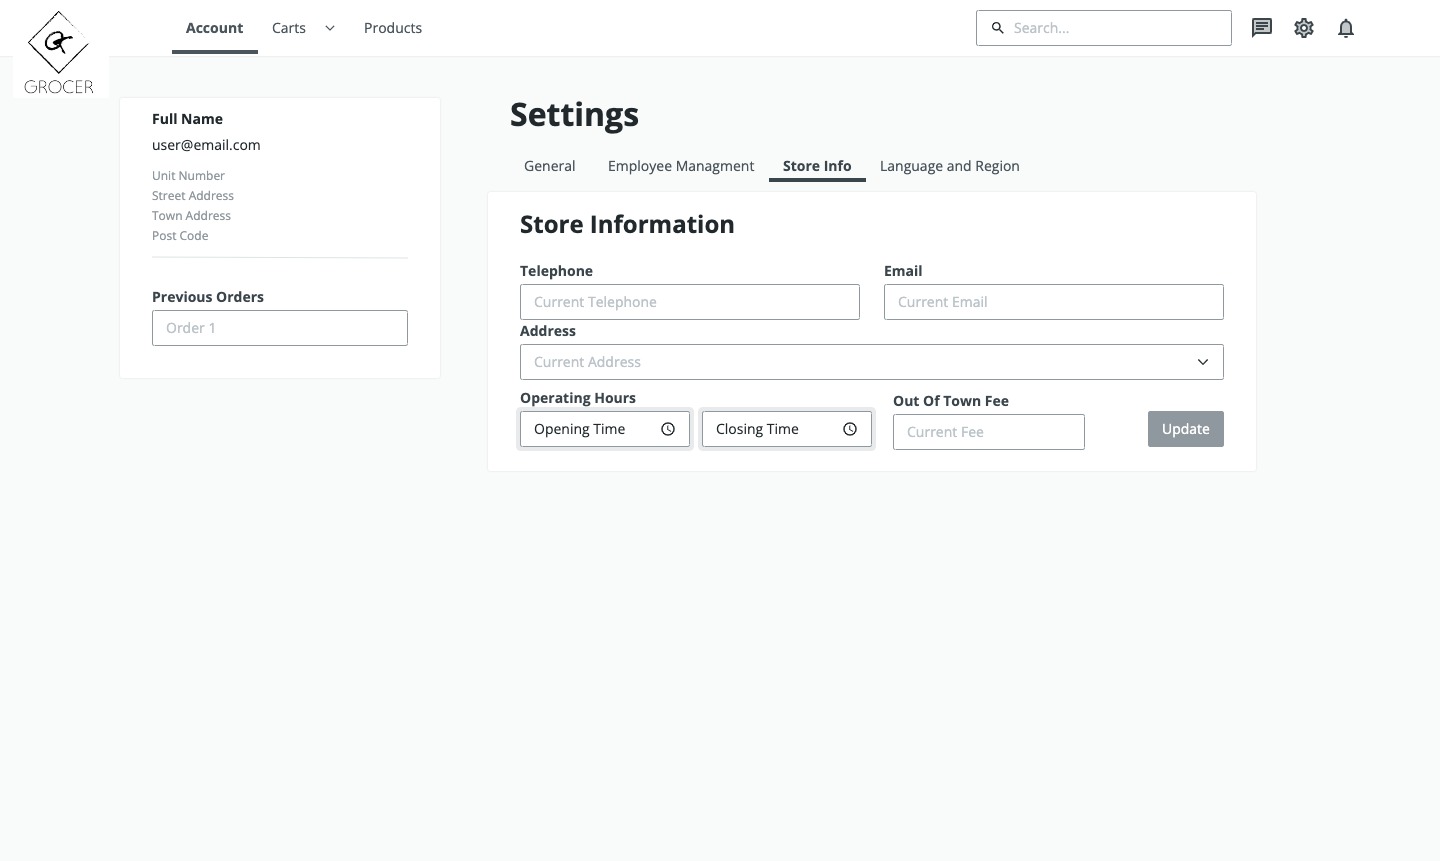 Account Carts Products Search...
GROCER
Full Name
user@email.com
Unit Number
Street Address
Town Address
Post Code
Previous Orders
Order 1
Settings
General Employee Managment Store Info Language and Region
Store Information
Telephone Email
Current Telephone Current Email
Address
Current Address
Operating Hours Out Of Town Fee
Opening Time Closing Time Current Fee Update